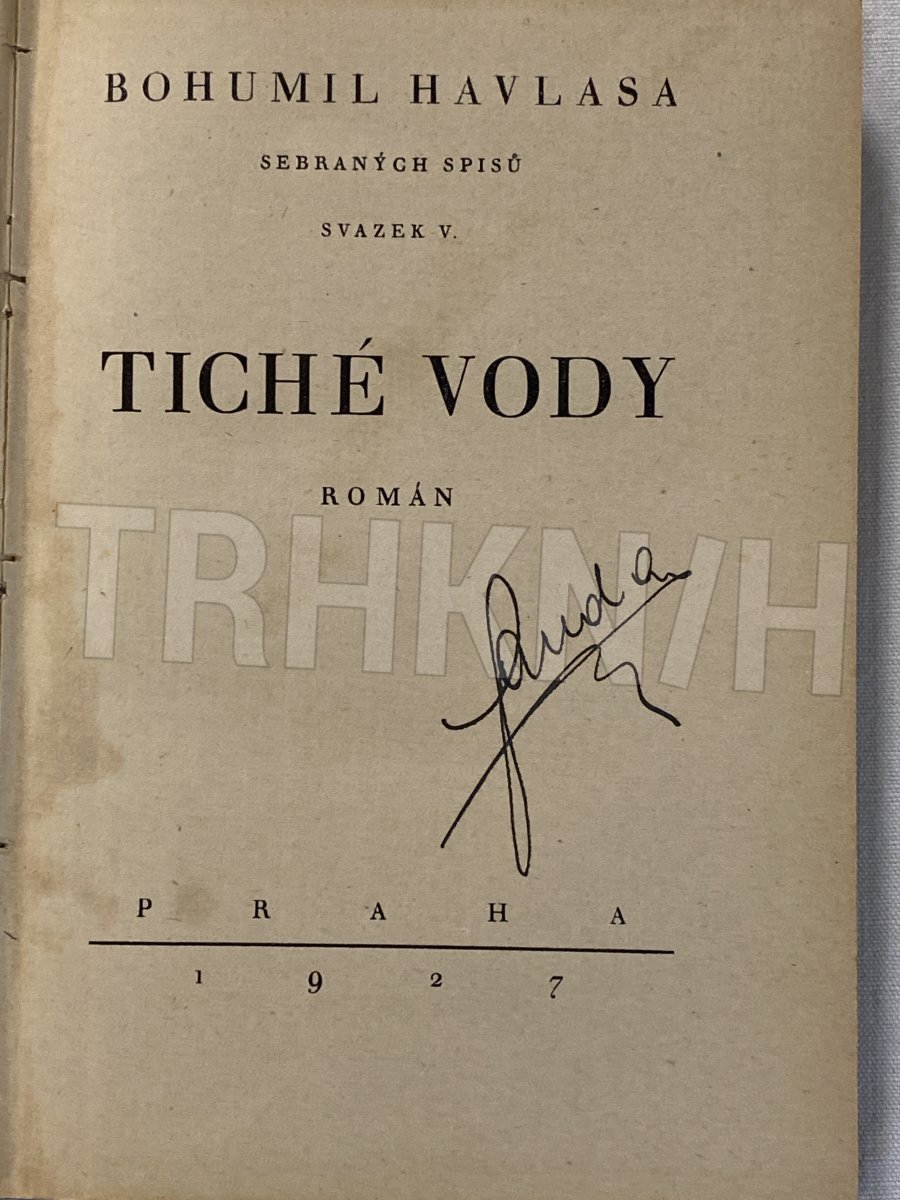 BOHUMIL HAVLASA
SEBRANÝCH SPISŮ
SVAZEK V.
TICHÉ VODY
ROMÁN
TRHKNIH
PRAHA
1927